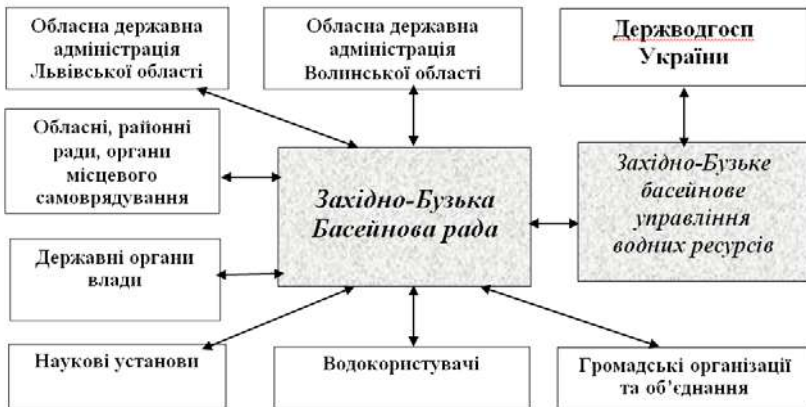 Обласна державна
адміністрація
Львівської області
Обласна державна
адміністрація
Волинської області
Держводгосп
України
Обласні, районні
ради, органи
місцевого
самоврядування
Західно-Бузька
Басейнова рада
Західно-Бузьке
басейнове
управління
водних ресурсів
Державні органи
влади
Наукові установи
Водокористувачі
Громадські організації
та об’єднання